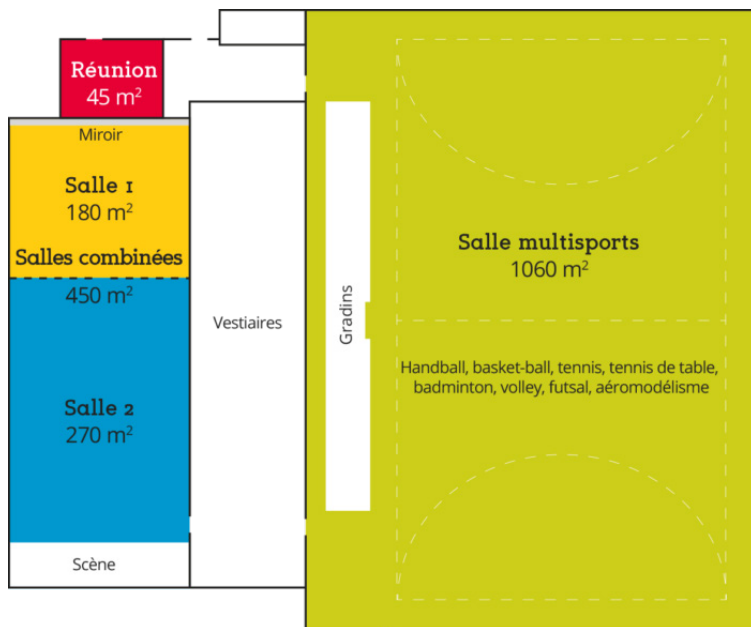 Réunion
45 m²
Miroir
Salle 1
180 m²
Salles combinées
450 m²
Salle 2
270 m²
Scène
Vestiaires
Gradins
Salle multisports
1060 m²
Handball, basket-ball, tennis, tennis de table,
badminton, volley, futsal, aéromodélisme